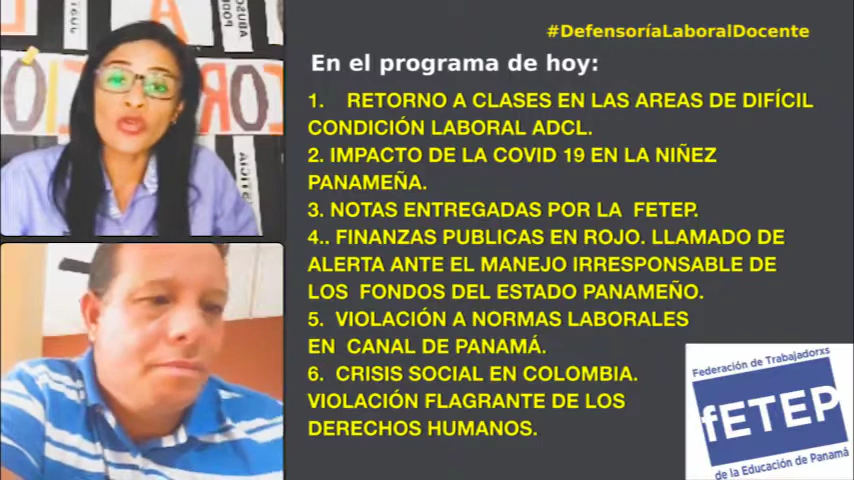 #DefensoríaLaboralDocente
En el programa de hoy:
1. RETORNO A CLASES EN LAS AREAS DE DIFÍCIL
CONDICIÓN LABORAL ADCL.
2. IMPACTO DE LA COVID 19 EN LA NIÑEZ
PANAMEÑA.
3. NOTAS ENTREGADAS POR LA FETEP.
4.. FINANZAS PUBLICAS EN ROJO. LLAMADO DE
ALERTA ANTE EL MANEJO IRRESPONSABLE DE
LOS FONDOS DEL ESTADO PANAMEÑO.
5. VIOLACIÓN A NORMAS LABORALES
EN CANAL DE PANAMÁ.
6. CRISIS SOCIAL EN COLOMBIA.
VIOLACIÓN FLAGRANTE DE LOS
DERECHOS HUMANOS.
Federación de Trabajadorxs
fETEP
de la Educación de Panamá